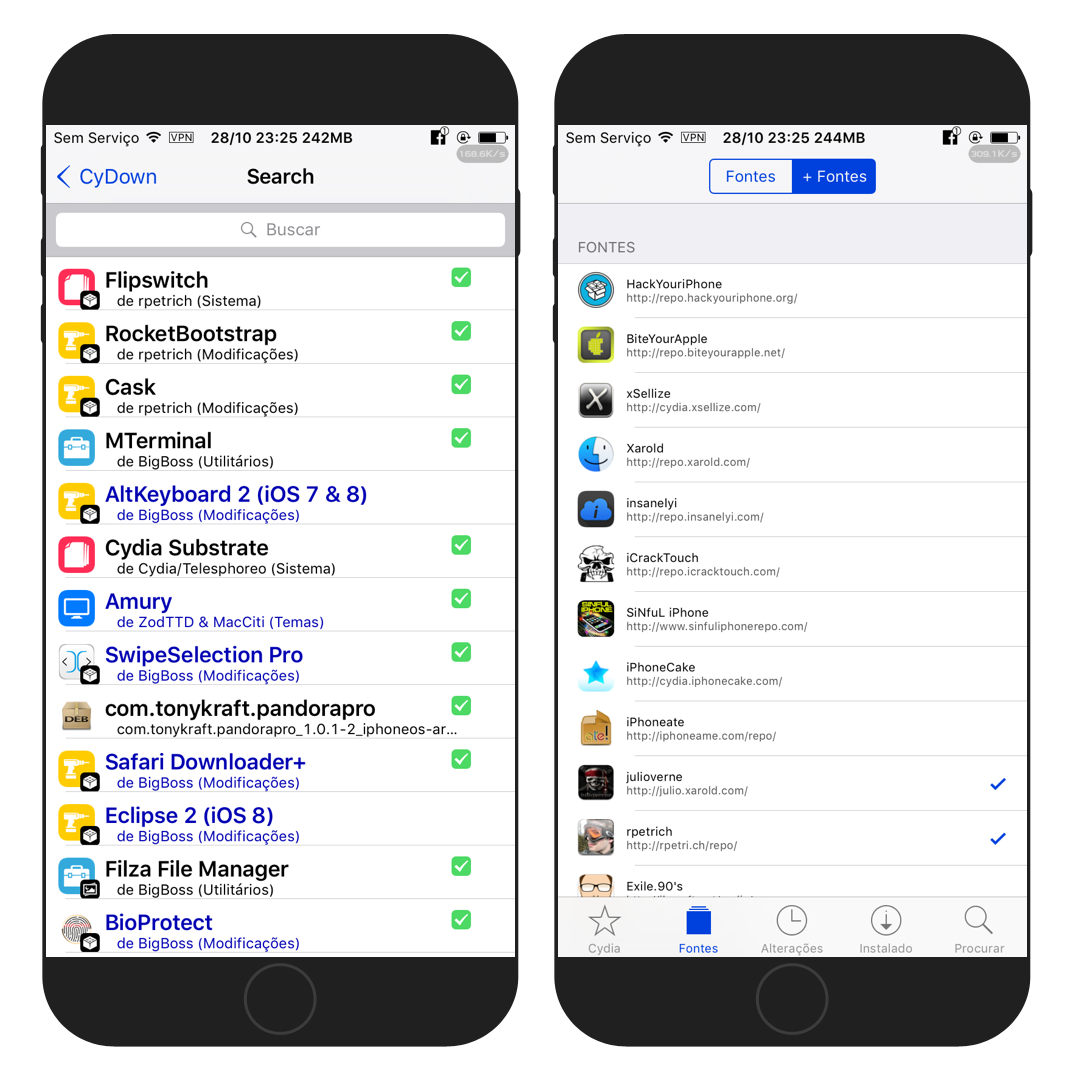 Sem Serviço VPN 28/10 23:25 242MB 1
168.6K/s
CyDown Search
Buscar
Flipswitch
de rpetrich (Sistema)
RocketBootstrap
de rpetrich (Modificações)
Cask
de rpetrich (Modificações)
MTerminal
de BigBoss (Utilitários)
AltKeyboard 2 (iOS 7 & 8)
de BigBoss (Modificações)
Cydia Substrate
de Cydia/Telesphoreo (Sistema)
Amury
de ZodTTD & MacCiti (Temas)
SwipeSelection Pro
de BigBoss (Modificações)
com.tonykraft.pandorapro
DEB
com.tonykraft.pandorapro_1.0.1-2_iphoneos-ar...
Safari Downloader+
de BigBoss (Modificações)
Eclipse 2 (iOS 8)
de BigBoss (Modificações)
Filza File Manager
de BigBoss (Utilitários)
BioProtect
de BigBoss (Modificações)
Sem Serviço VPN 28/10 23:25 244MB 1
309.1K/s
Fontes + Fontes
FONTES
HackYouriPhone
http://repo.hackyouriphone.org/
BiteYourApple
http://repo.biteyourapple.net/
xSellize
http://cydia.xsellize.com/
Xarold
http://repo.xarold.com/
insanelyi
http://repo.insanelyi.com/
iCrackTouch
http://repo.icracktouch.com/
SINFUL
IPHONE
SiNfuL iPhone
http://www.sinfuliphonerepo.com/
iPhoneCake
http://cydia.iphonecake.com/
iPhoneate
ate!
http://iphoneame.com/repo/
julioverne
http://julio.xarold.com/
rpetrich
http://rpetri.ch/repo/
Exile.90's
Cydia Fontes Alterações Instalado Procurar